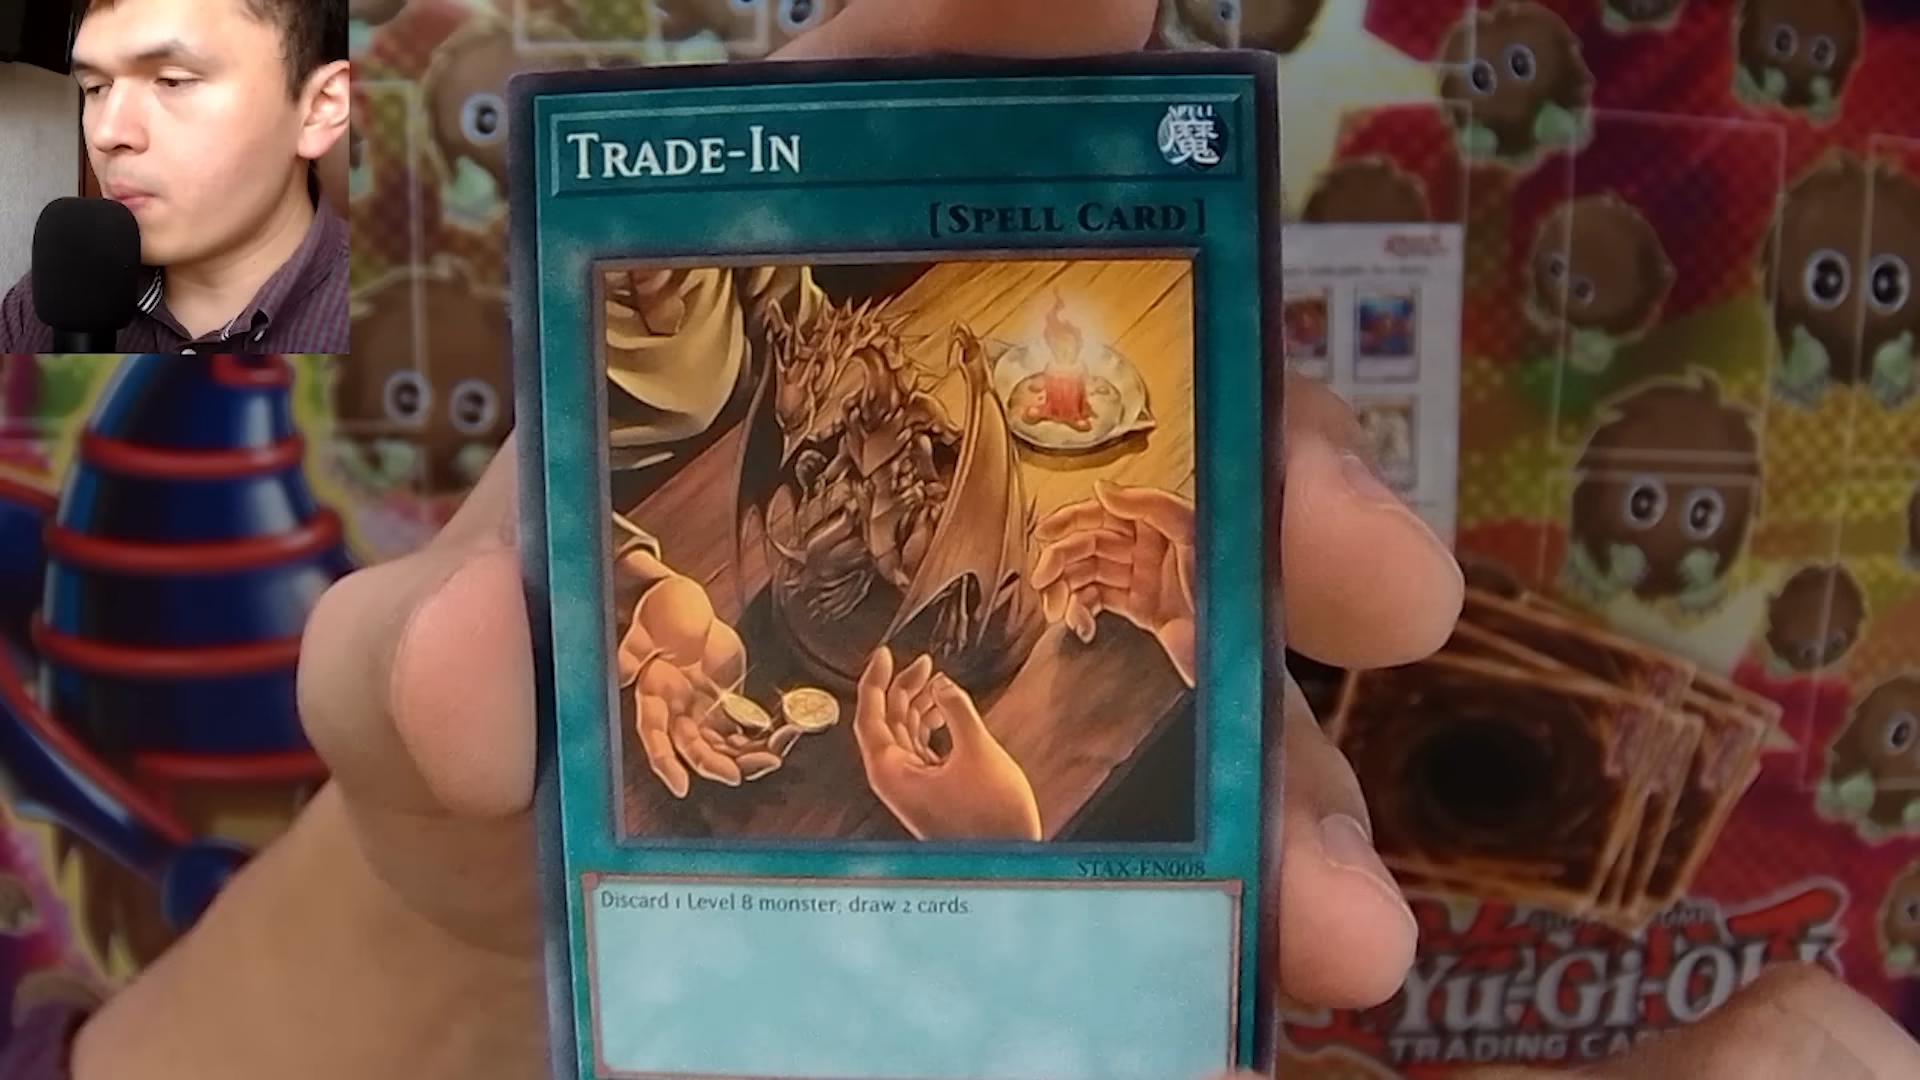 TRADE-IN
SPELL
魔
[SPELL CARD]
STAX-EN008
Discard 1 Level 8 monster; draw 2 cards.
Yu-Gi-Oh!
TRADING CA